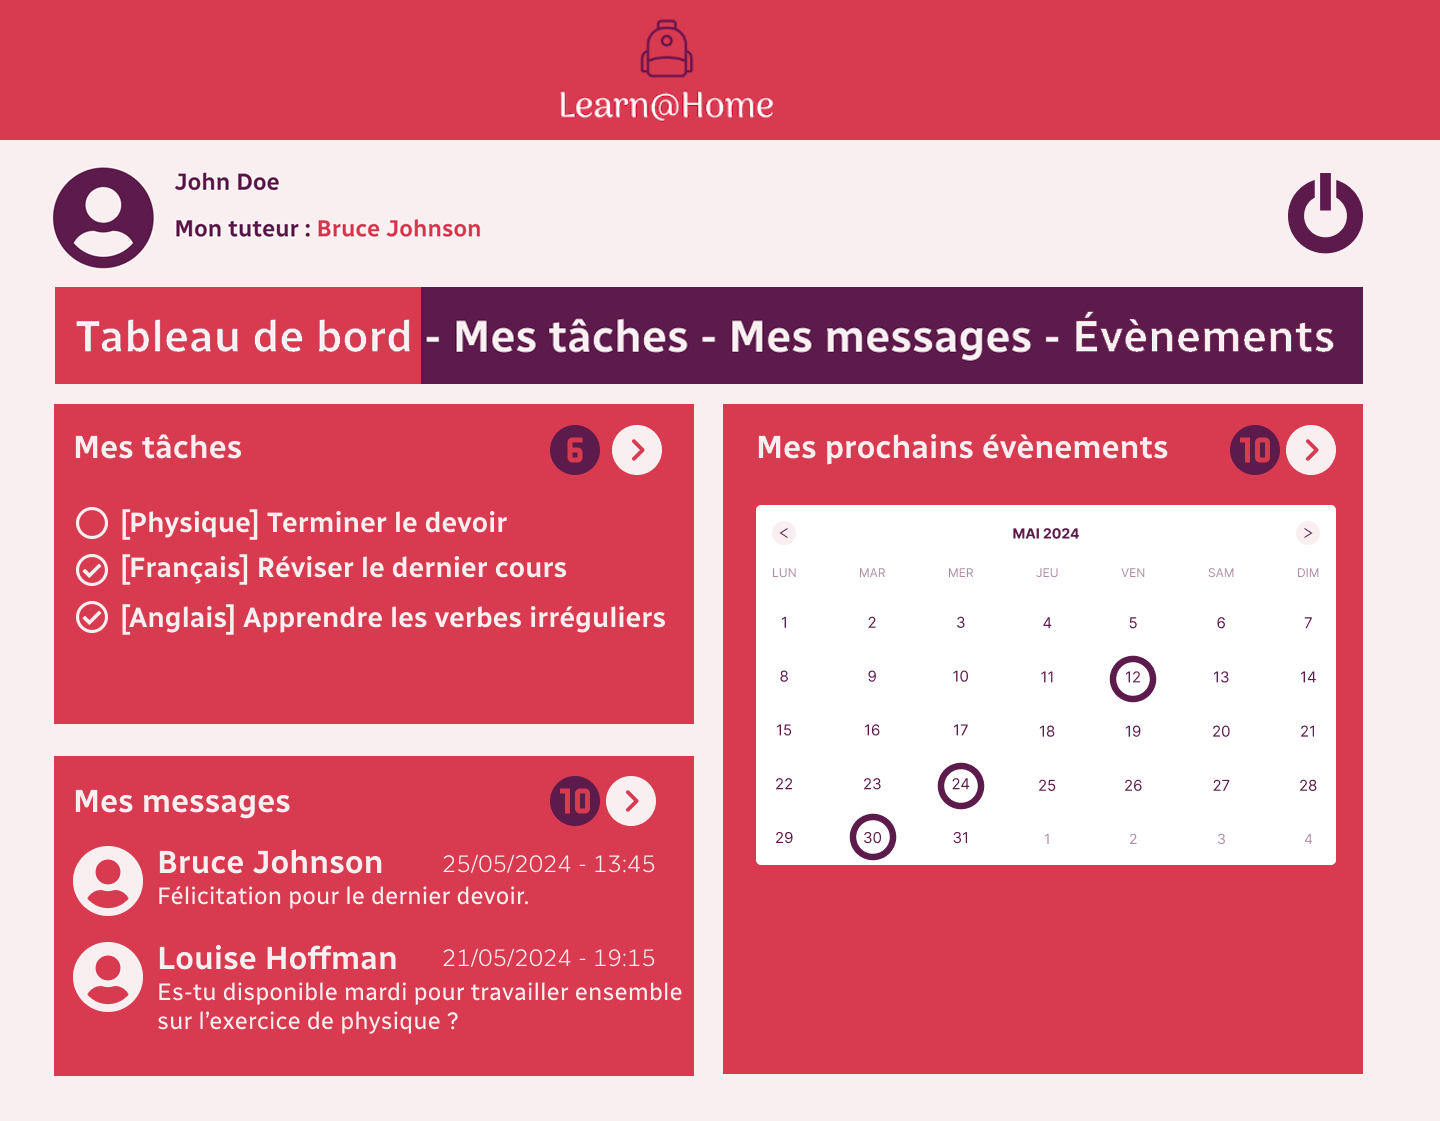 Learn@Home
John Doe
Mon tuteur : Bruce Johnson
Tableau de bord - Mes tâches - Mes messages - Évènements
Mes tâches 6 >
[Physique] Terminer le devoir
[Français] Réviser le dernier cours
[Anglais] Apprendre les verbes irréguliers
Mes messages 10 >
Bruce Johnson 25/05/2024 - 13:45
Félicitation pour le dernier devoir.
Louise Hoffman 21/05/2024 - 19:15
Es-tu disponible mardi pour travailler ensemble
sur l’exercice de physique ?
Mes prochains évènements 10 >
< MAI 2024 >
LUN MAR MER JEU VEN SAM DIM
1 2 3 4 5 6 7
8 9 10 11 12 13 14
15 16 17 18 19 20 21
22 23 24 25 26 27 28
29 30 31 1 2 3 4